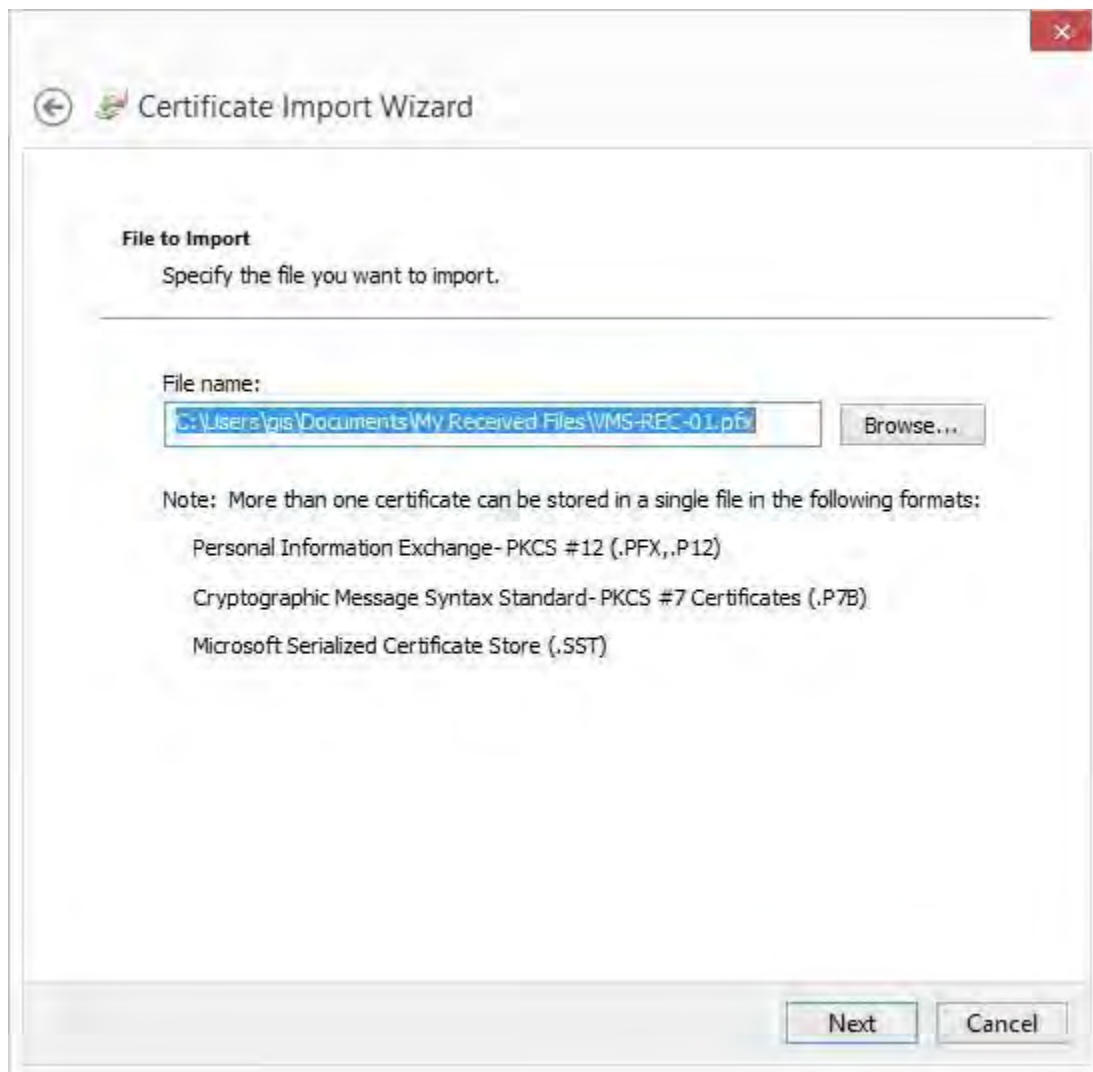 Certificate Import Wizard
File to Import
Specify the file you want to import.
File name:
C:\Users\gis\Documents\My Received Files\VMS-REC-01.pfx
Browse...
Note: More than one certificate can be stored in a single file in the following formats:
Personal Information Exchange- PKCS #12 (.PFX,.P12)
Cryptographic Message Syntax Standard- PKCS #7 Certificates (.P7B)
Microsoft Serialized Certificate Store (.SST)
Next
Cancel